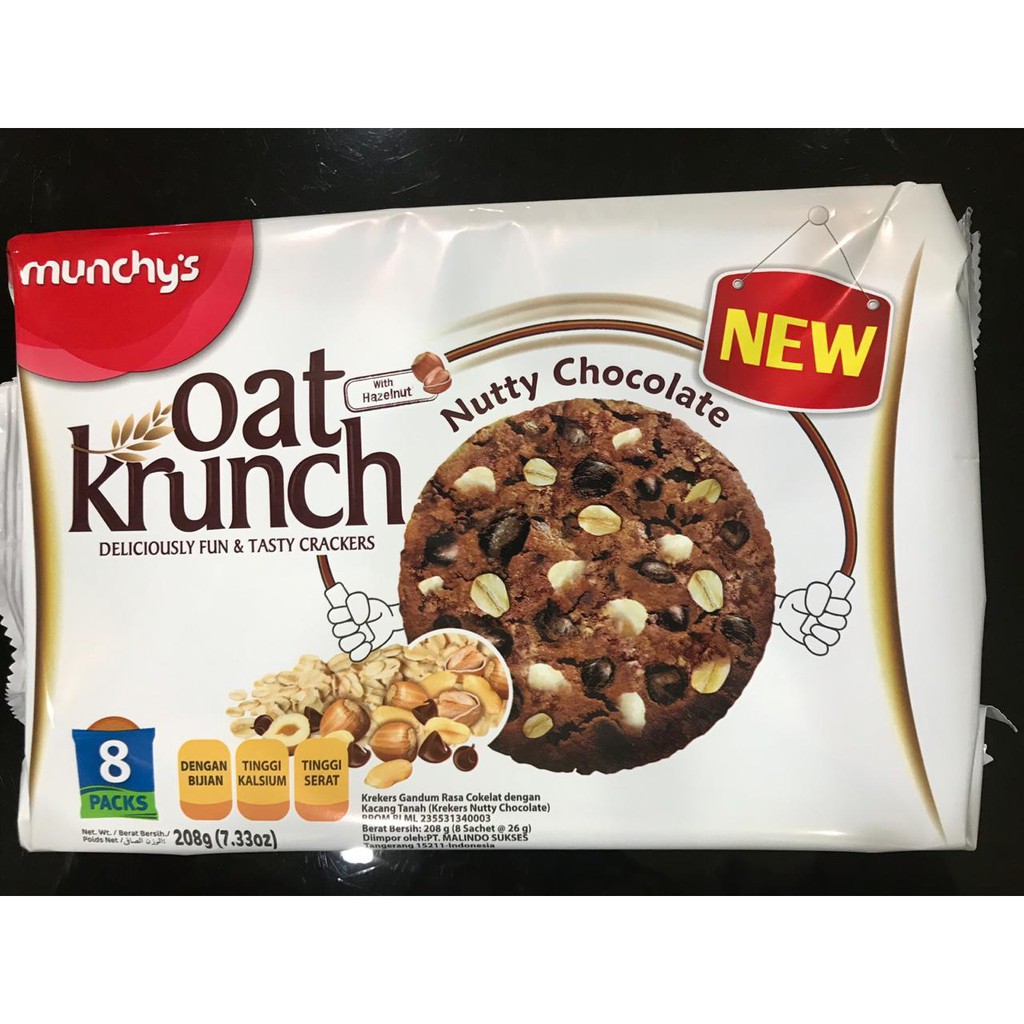 munchy's
NEW
oat
krunch
With
Hazelnut
Nutty Chocolate
DELICIOUSLY FUN & TASTY CRACKERS
8
PACKS
DENGAN
BIJIAN
TINGGI
KALSIUM
TINGGI
SERAT
Net. Wt. / Berat Bersih./
Poids Net / الوزن الصافي:
208g (7.33oz)
Krekers Gandum Rasa Cokelat dengan
Kacang Tanah (Krekers Nutty Chocolate)
BPOM RI ML 235531340003
Berat Bersih: 208 g (8 Sachet @ 26 g)
Diimpor oleh:PT. MALINDO SUKSES
Tangerang 15211-Indonesia